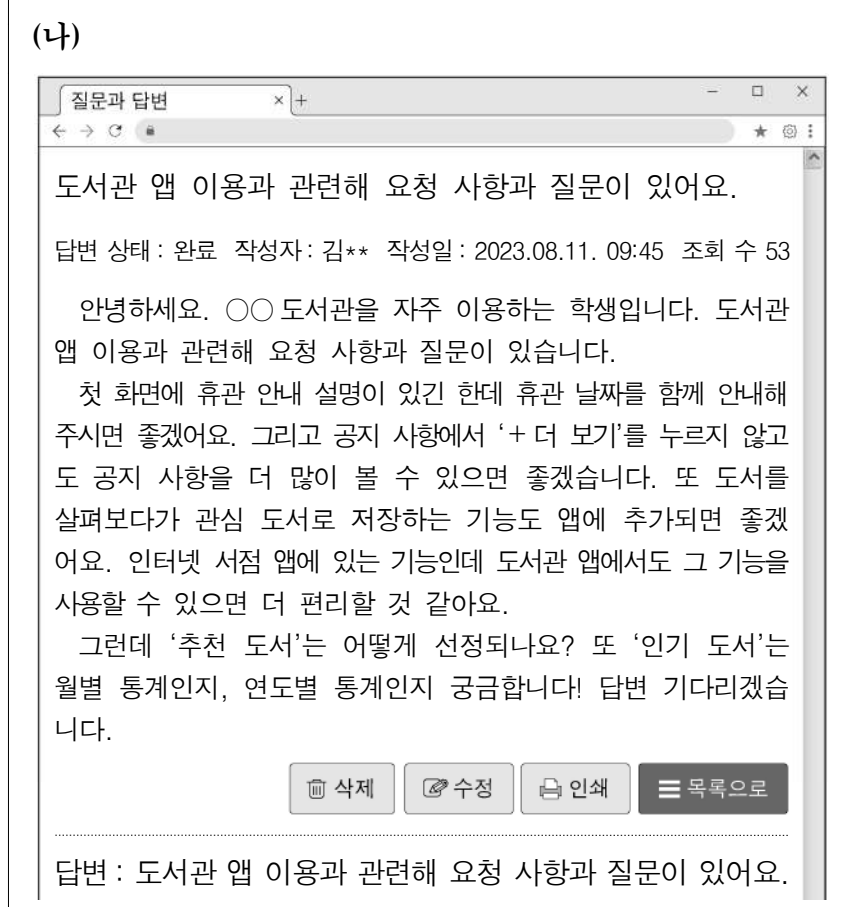 (나)
질문과 답변
도서관 앱 이용과 관련해 요청 사항과 질문이 있어요.
답변 상태 : 완료 작성자 : 김** 작성일 : 2023.08.11. 09:45 조회 수 53
안녕하세요. ○○ 도서관을 자주 이용하는 학생입니다. 도서관
앱 이용과 관련해 요청 사항과 질문이 있습니다.
첫 화면에 휴관 안내 설명이 있긴 한데 휴관 날짜를 함께 안내해
주시면 좋겠어요. 그리고 공지 사항에서 ‘+ 더 보기’를 누르지 않고
도 공지 사항을 더 많이 볼 수 있으면 좋겠습니다. 또 도서를
살펴보다가 관심 도서로 저장하는 기능도 앱에 추가되면 좋겠
어요. 인터넷 서점 앱에 있는 기능인데 도서관 앱에서도 그 기능을
사용할 수 있으면 더 편리할 것 같아요.
그런데 ‘추천 도서’는 어떻게 선정되나요? 또 ‘인기 도서’는
월별 통계인지, 연도별 통계인지 궁금합니다! 답변 기다리겠습
니다.
삭제 수정 인쇄 목록으로
답변 : 도서관 앱 이용과 관련해 요청 사항과 질문이 있어요.